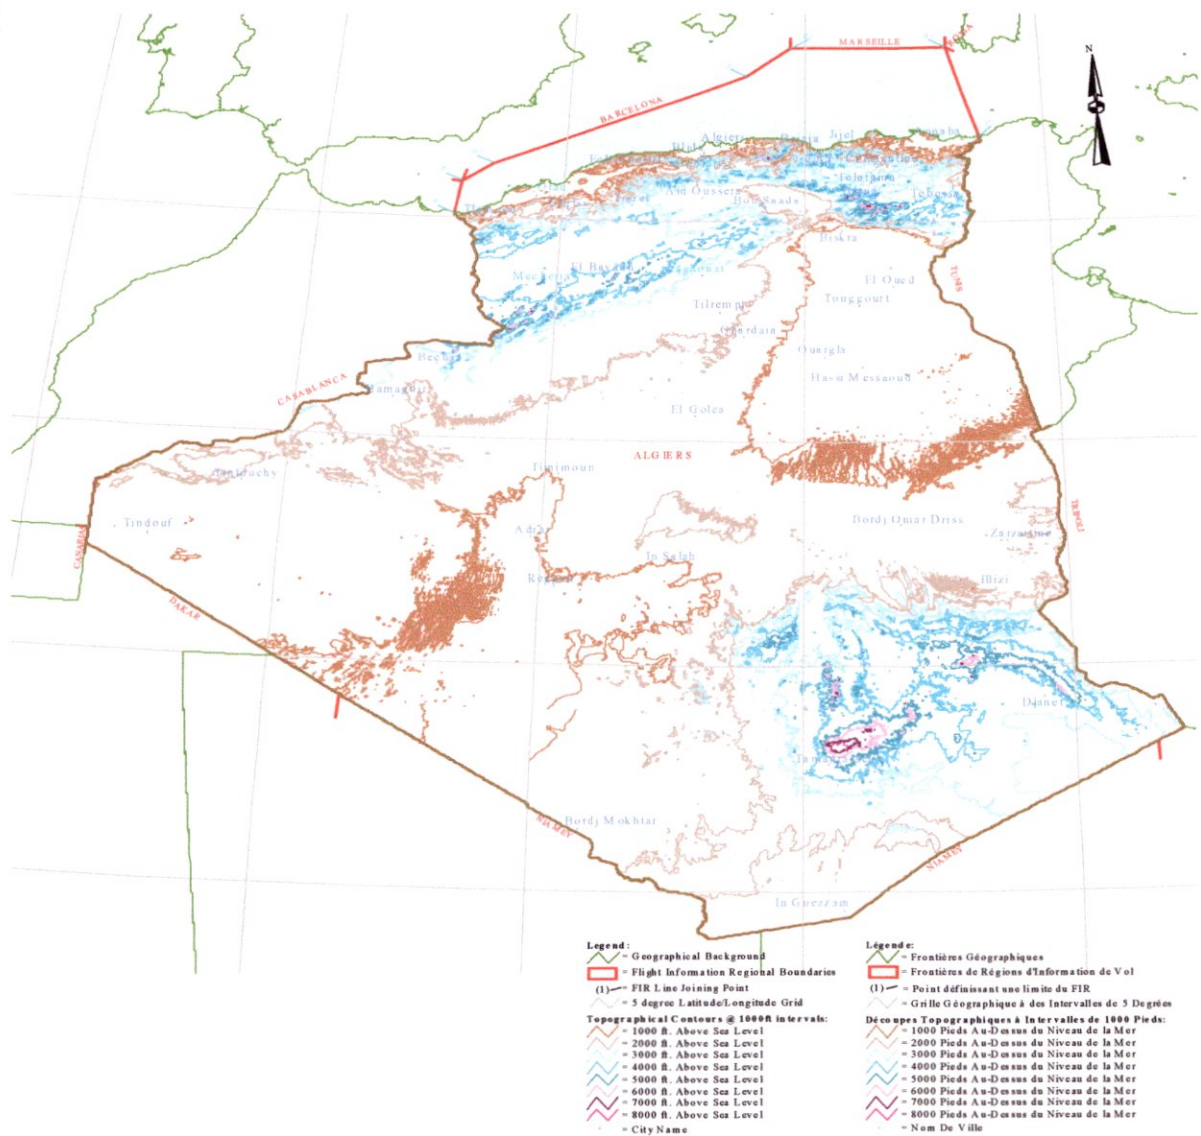 MARSEILLE
N
BARCELONA
Algiers
Jijel
Annaba
Ain Oussera
Bou Saada
Biskra
TUNIS
El Oued
Touggourt
Ouargla
Hassi Messaoud
CASABLANCA
El Golea
ALGIERS
Timimoun
Tindouf
Bordj Omar Driss
TRIPOLI
CANARIA
In Salah
Illizi
DAKAR
Djanet
Bordj Mokhtar
NIAMEY
NIAMEY
In Guezzam
Legend:
= Geographical Background
= Flight Information Regional Boundaries
(1) = FIR Line Joining Point
= 5 degree Latitude/Longitude Grid
Topographical Contours @ 1000ft intervals:
= 1000 ft. Above Sea Level
= 2000 ft. Above Sea Level
= 3000 ft. Above Sea Level
= 4000 ft. Above Sea Level
= 5000 ft. Above Sea Level
= 6000 ft. Above Sea Level
= 7000 ft. Above Sea Level
= 8000 ft. Above Sea Level
= City Name
Légende:
= Frontières Géographiques
= Frontières de Régions d'Information de Vol
(1) = Point définissant une limite du FIR
= Grille Géographique à des Intervalles de 5 Degrées
Découpes Topographiques à Intervalles de 1000 Pieds:
= 1000 Pieds Au-Dessus du Niveau de la Mer
= 2000 Pieds Au-Dessus du Niveau de la Mer
= 3000 Pieds Au-Dessus du Niveau de la Mer
= 4000 Pieds Au-Dessus du Niveau de la Mer
= 5000 Pieds Au-Dessus du Niveau de la Mer
= 6000 Pieds Au-Dessus du Niveau de la Mer
= 7000 Pieds Au-Dessus du Niveau de la Mer
= 8000 Pieds Au-Dessus du Niveau de la Mer
= Nom De Ville